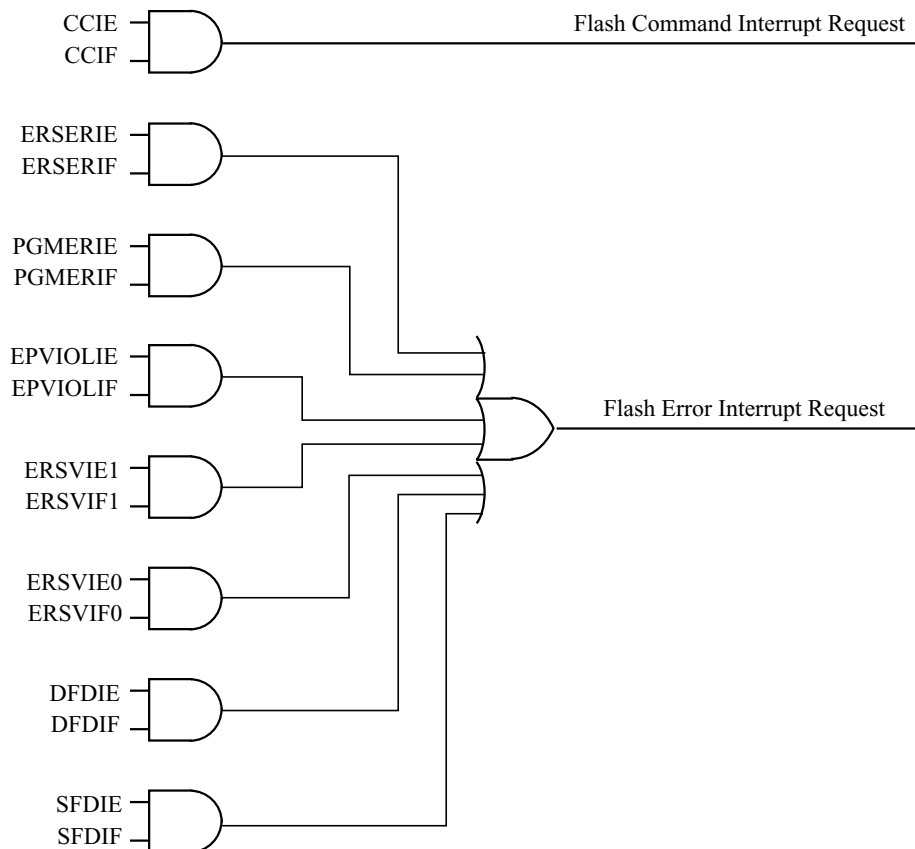 CCIE
CCIF
Flash Command Interrupt Request
ERSERIE
ERSERIF
PGMERIE
PGMERIF
EPVIOLIE
EPVIOLIF
Flash Error Interrupt Request
ERSVIE1
ERSVIF1
ERSVIE0
ERSVIF0
DFDIE
DFDIF
SFDIE
SFDIF